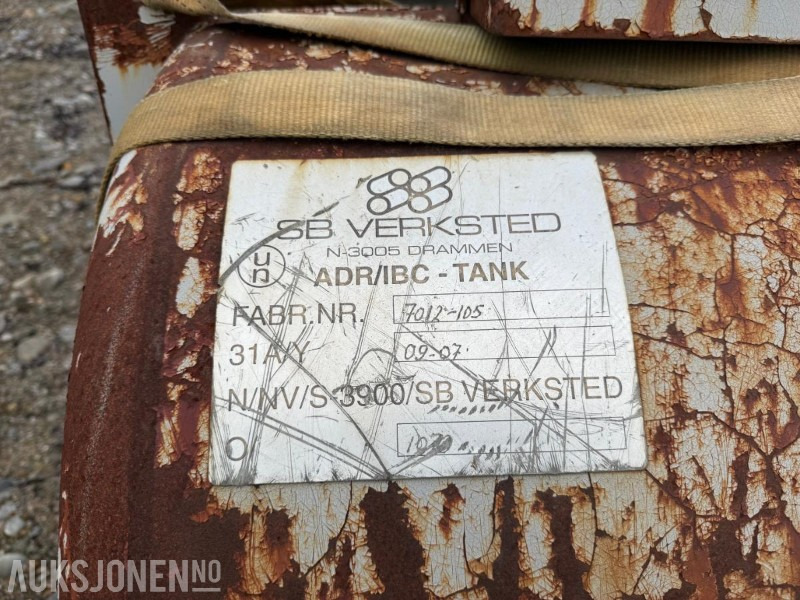 SB VERKSTED
N-3005 DRAMMEN
un
ADR/IBC - TANK
FABR.NR. 7012-105
31A/Y 09-07
N/NV/S-3900/SB VERKSTED
O
AUKSJONEN.NO